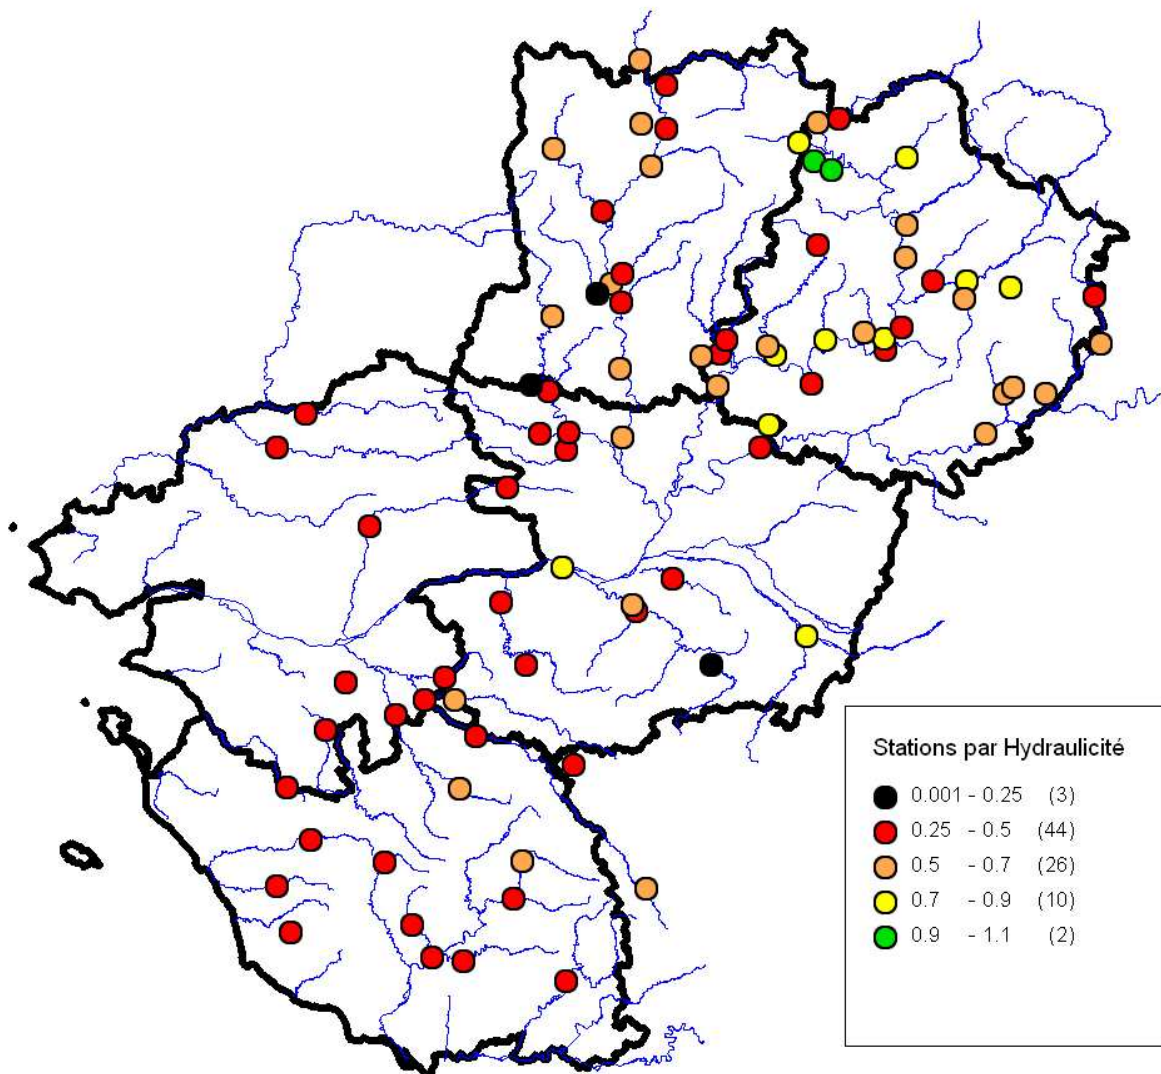 Stations par Hydraulicité
0.001 - 0.25 (3)
0.25 - 0.5 (44)
0.5 - 0.7 (26)
0.7 - 0.9 (10)
0.9 - 1.1 (2)